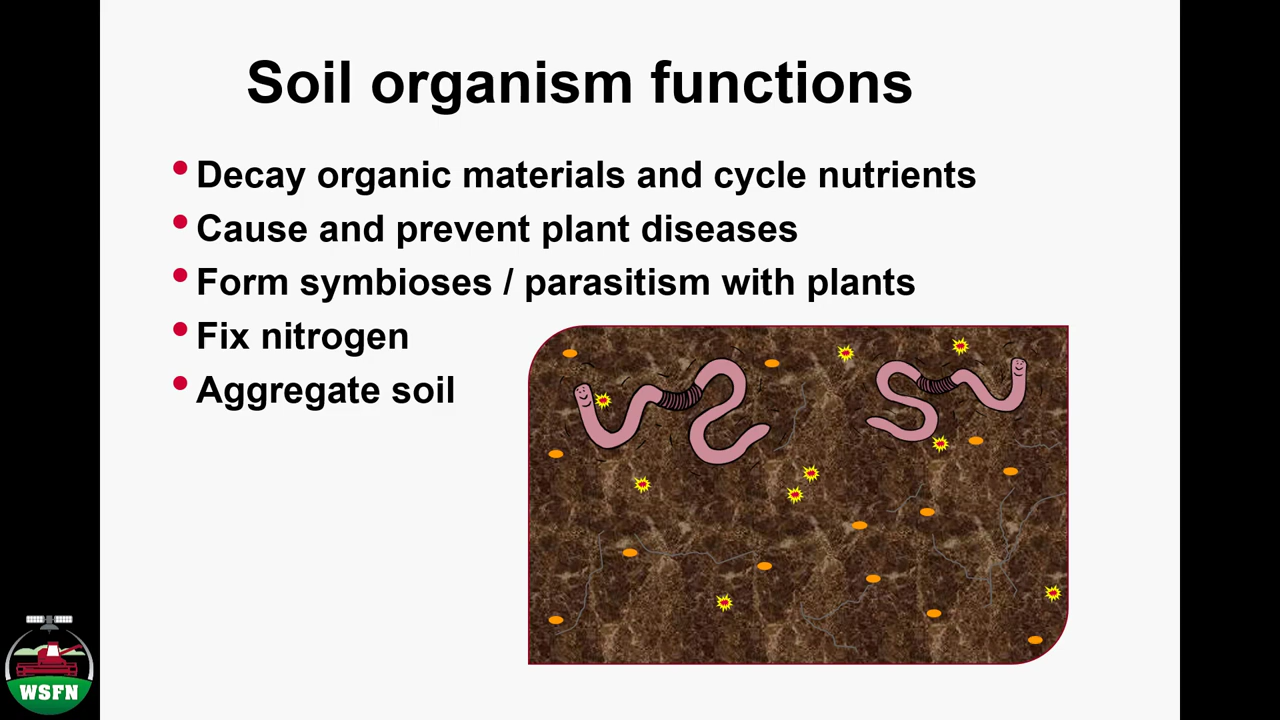 Soil organism functions
• Decay organic materials and cycle nutrients
• Cause and prevent plant diseases
• Form symbioses / parasitism with plants
• Fix nitrogen
• Aggregate soil
WSFN